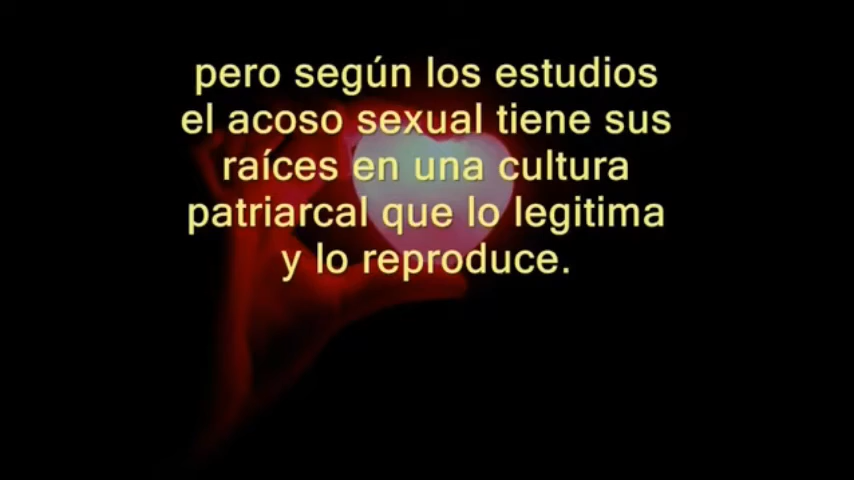 pero según los estudios
el acoso sexual tiene sus
raíces en una cultura
patriarcal que lo legitima
y lo reproduce.